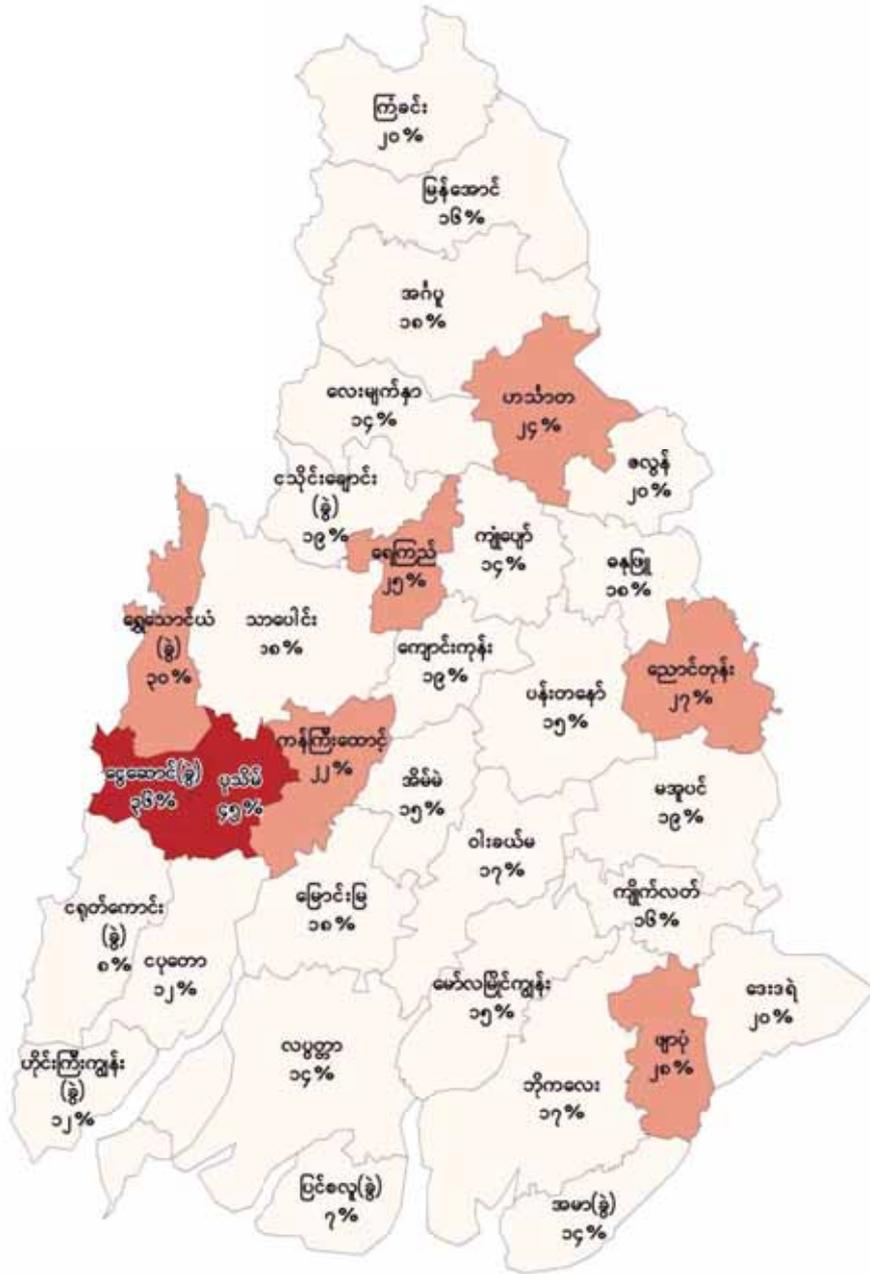 ကြံခင်း
၂၀%
မြန်အောင်
၁၆%
အင်္ဂပူ
၁၈%
လေးမျက်နှာ
၁၄%
ဟင်္သာတ
၂၄%
ဇလွန်
၂၀%
ငသိုင်းချောင်း
(ခွဲ)
၁၉%
ရေကြည်
၂၅%
ကျုံပျော်
၁၄%
ဓနုဖြူ
၁၈%
ရွှေသောင်ယံ
(ခွဲ)
၃၀%
သာပေါင်း
၁၈%
ကျောင်းကုန်း
၁၉%
ပန်းတနော်
၁၅%
ညောင်တုန်း
၂၇%
ငွေဆောင်(ခွဲ)
၃၆%
ပုသိမ်
၄၅%
ကန်ကြီးထောင့်
၂၂%
အိမ်မဲ
၁၅%
မအူပင်
၁၉%
ဝါးခယ်မ
၁၇%
ငရုတ်ကောင်း
(ခွဲ)
၈%
ငပုတော
၁၂%
မြောင်းမြ
၁၈%
ကျိုက်လတ်
၁၆%
မော်လမြိုင်ကျွန်း
၁၅%
ဒေးဒရဲ
၂၀%
ဟိုင်းကြီးကျွန်း
(ခွဲ)
၁၂%
လပွတ္တာ
၁၄%
ဘိုကလေး
၁၇%
ဖျာပုံ
၂၈%
ပြင်စလူ(ခွဲ)
၇%
အမာ(ခွဲ)
၁၄%